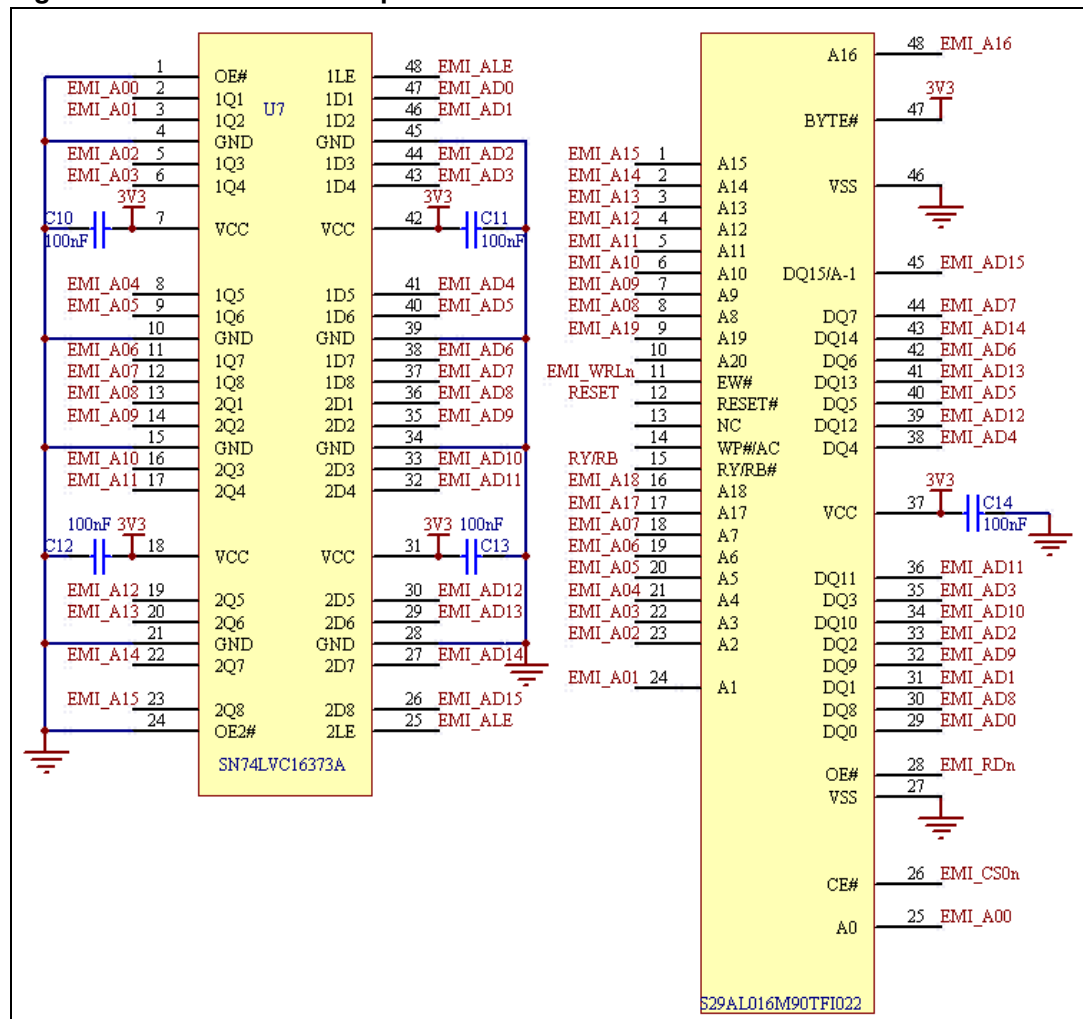 1 OE# 1LE 48 EMI_ALE
EMI_A00 2 1Q1 U7 1D1 47 EMI_AD0
EMI_A01 3 1Q2 1D2 46 EMI_AD1
4 GND GND 45
EMI_A02 5 1Q3 1D3 44 EMI_AD2
EMI_A03 6 1Q4 1D4 43 EMI_AD3
3V3 3V3
C10 7 VCC VCC 42 C11
100nF 100nF
EMI_A04 8 1Q5 1D5 41 EMI_AD4
EMI_A05 9 1Q6 1D6 40 EMI_AD5
10 GND GND 39
EMI_A06 11 1Q7 1D7 38 EMI_AD6
EMI_A07 12 1Q8 1D8 37 EMI_AD7
EMI_A08 13 2Q1 2D1 36 EMI_AD8
EMI_A09 14 2Q2 2D2 35 EMI_AD9
15 GND GND 34
EMI_A10 16 2Q3 2D3 33 EMI_AD10
EMI_A11 17 2Q4 2D4 32 EMI_AD11
100nF 3V3 3V3 100nF
C12 18 VCC VCC 31 C13
EMI_A12 19 2Q5 2D5 30 EMI_AD12
EMI_A13 20 2Q6 2D6 29 EMI_AD13
21 GND GND 28
EMI_A14 22 2Q7 2D7 27 EMI_AD14
EMI_A15 23 2Q8 2D8 26 EMI_AD15
24 OE2# 2LE 25 EMI_ALE
SN74LVC16373A
A16 48 EMI_A16
3V3
BYTE# 47
EMI_A15 1 A15
EMI_A14 2 A14 VSS 46
EMI_A13 3 A13
EMI_A12 4 A12
EMI_A11 5 A11
EMI_A10 6 A10 DQ15/A-1 45 EMI_AD15
EMI_A09 7 A9
EMI_A08 8 A8 DQ7 44 EMI_AD7
EMI_A19 9 A19 DQ14 43 EMI_AD14
10 A20 DQ6 42 EMI_AD6
EMI_WRLn 11 EW# DQ13 41 EMI_AD13
RESET 12 RESET# DQ5 40 EMI_AD5
13 NC DQ12 39 EMI_AD12
14 WP#/AC DQ4 38 EMI_AD4
RY/RB 15 RY/RB#
EMI_A18 16 A18 3V3
EMI_A17 17 A17 VCC 37 C14
100nF
EMI_A07 18 A7
EMI_A06 19 A6
EMI_A05 20 A5 DQ11 36 EMI_AD11
EMI_A04 21 A4 DQ3 35 EMI_AD3
EMI_A03 22 A3 DQ10 34 EMI_AD10
EMI_A02 23 A2 DQ2 33 EMI_AD2
DQ9 32 EMI_AD9
EMI_A01 24 A1 DQ1 31 EMI_AD1
DQ8 30 EMI_AD8
DQ0 29 EMI_AD0
OE# 28 EMI_RDn
VSS 27
CE# 26 EMI_CS0n
A0 25 EMI_A00
S29AL016M90TFI022